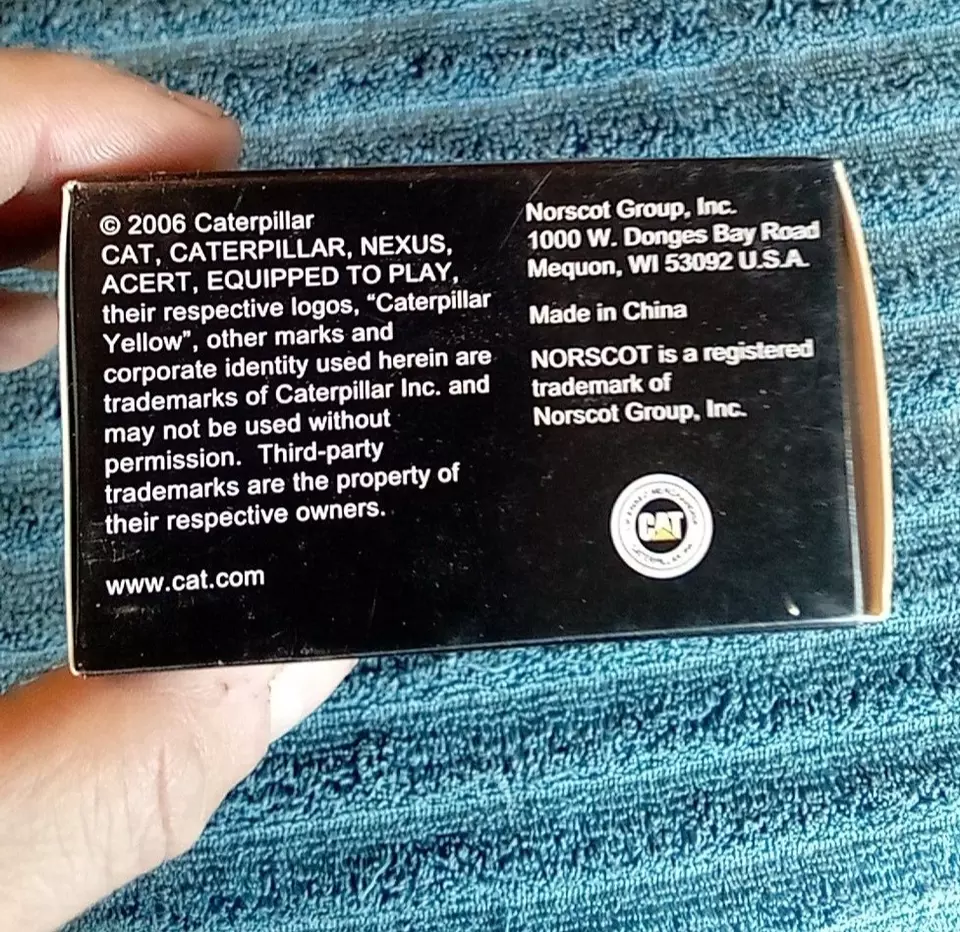 © 2006 Caterpillar
CAT, CATERPILLAR, NEXUS,
ACERT, EQUIPPED TO PLAY,
their respective logos, “Caterpillar
Yellow”, other marks and
corporate identity used herein are
trademarks of Caterpillar Inc. and
may not be used without
permission.  Third-party
trademarks are the property of
their respective owners.
www.cat.com
Norscot Group, Inc.
1000 W. Donges Bay Road
Mequon, WI 53092 U.S.A.
Made in China
NORSCOT is a registered
trademark of
Norscot Group, Inc.
CAT